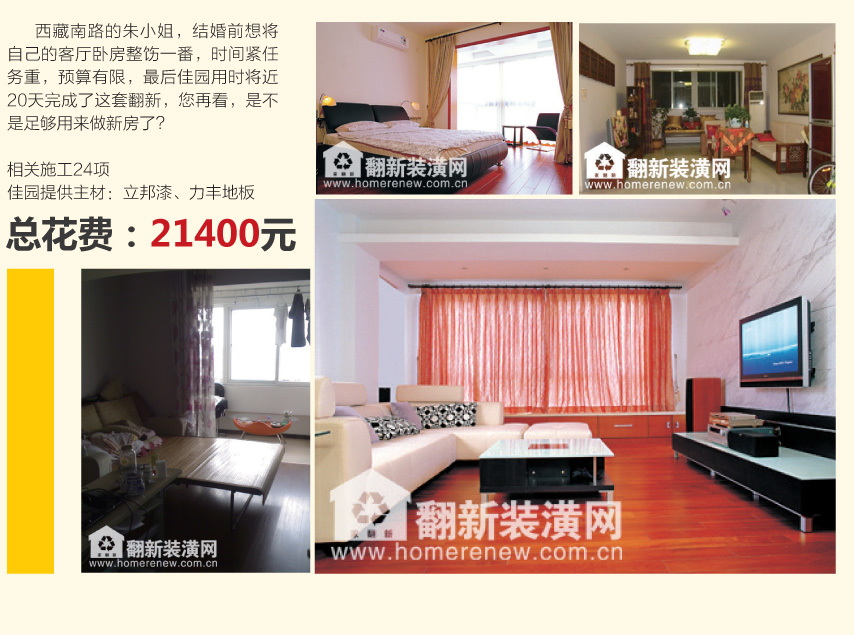 西藏南路的朱小姐，结婚前想将
自己的客厅卧房整饬一番，时间紧任
务重，预算有限，最后佳园用时将近
20天完成了这套翻新，您再看，是不
是足够用来做新房了？
相关施工24项
佳园提供主材：立邦漆、力丰地板
总花费：21400元
翻新装潢网
www.homerenew.com.cn
翻新装潢网
www.homerenew.com.cn
翻新装潢网
www.homerenew.com.cn
翻新装潢网
www.homerenew.com.cn